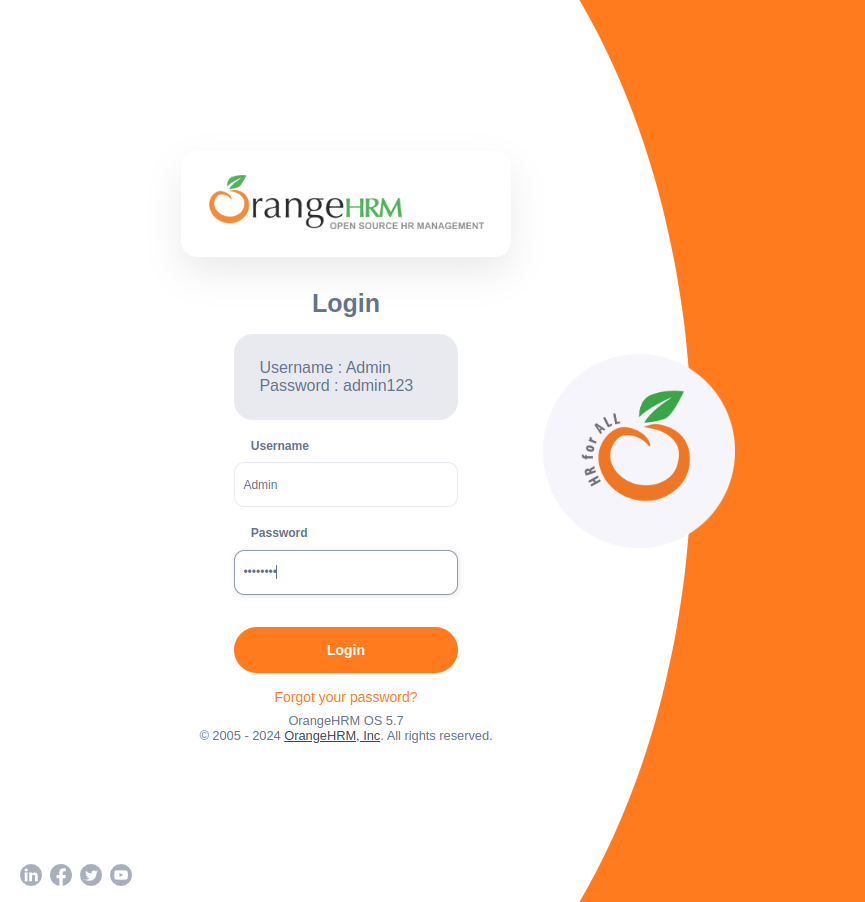 OrangeHRM
OPEN SOURCE HR MANAGEMENT
Login
Username : Admin
Password : admin123
Username
Admin
Password
••••••••
Login
Forgot your password?
OrangeHRM OS 5.7
© 2005 - 2024 OrangeHRM, Inc. All rights reserved.
HR for ALL